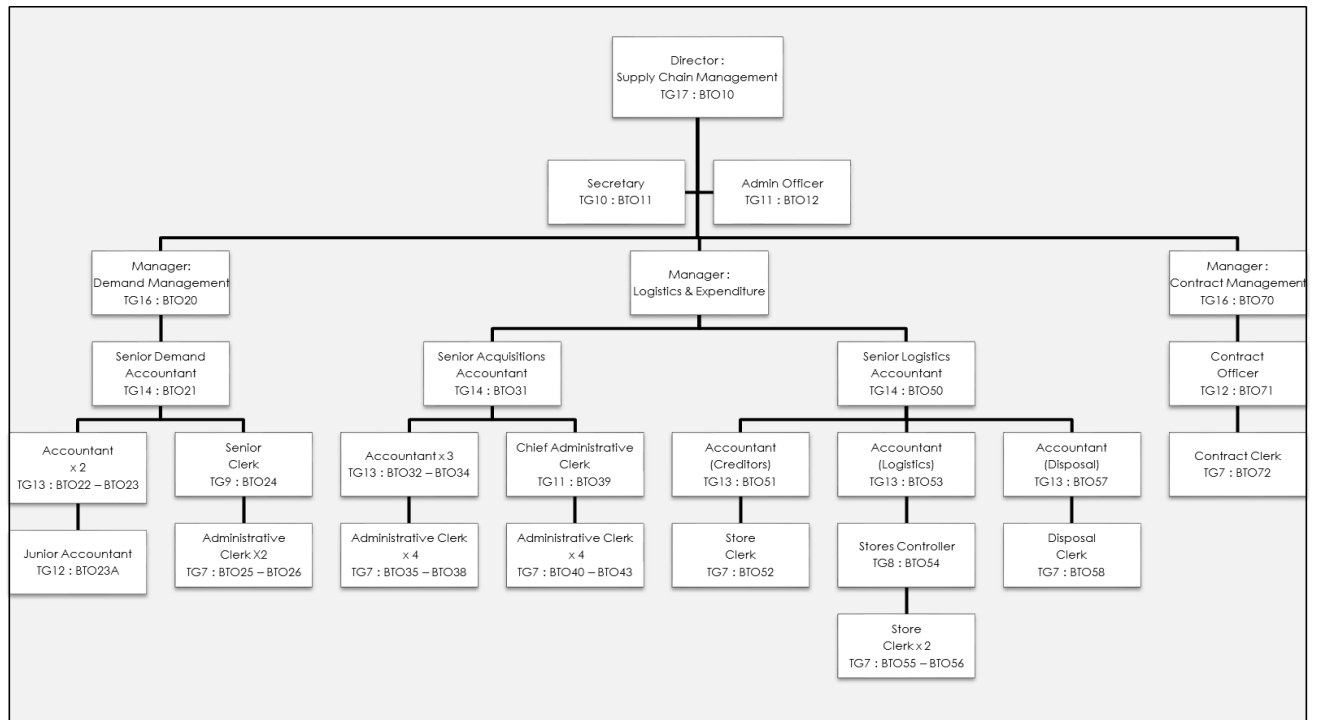 Director :
Supply Chain Management
TG17 : BTO10
Secretary
TG10 : BTO11
Admin Officer
TG11 : BTO12
Manager:
Demand Management
TG16 : BTO20
Manager :
Logistics & Expenditure
Manager :
Contract Management
TG16 : BTO70
Senior Demand
Accountant
TG14 : BTO21
Senior Acquisitions
Accountant
TG14 : BTO31
Senior Logistics
Accountant
TG14 : BTO50
Contract
Officer
TG12 : BTO71
Accountant
x 2
TG13 : BTO22 – BTO23
Senior
Clerk
TG9 : BTO24
Accountant x 3
TG13 : BTO32 – BTO34
Chief Administrative
Clerk
TG11 : BTO39
Accountant
(Creditors)
TG13 : BTO51
Accountant
(Logistics)
TG13 : BTO53
Accountant
(Disposal)
TG13 : BTO57
Contract Clerk
TG7 : BTO72
Junior Accountant
TG12 : BTO23A
Administrative
Clerk X2
TG7 : BTO25 – BTO26
Administrative Clerk
x 4
TG7 : BTO35 – BTO38
Administrative Clerk
x 4
TG7 : BTO40 – BTO43
Store
Clerk
TG7 : BTO52
Stores Controller
TG8 : BTO54
Disposal
Clerk
TG7 : BTO58
Store
Clerk x 2
TG7 : BTO55 – BTO56